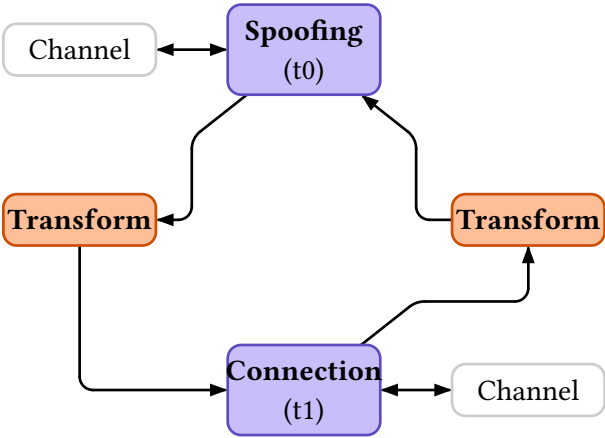 Spoofing
(t0)
Channel
Transform
Transform
Connection
(t1)
Channel